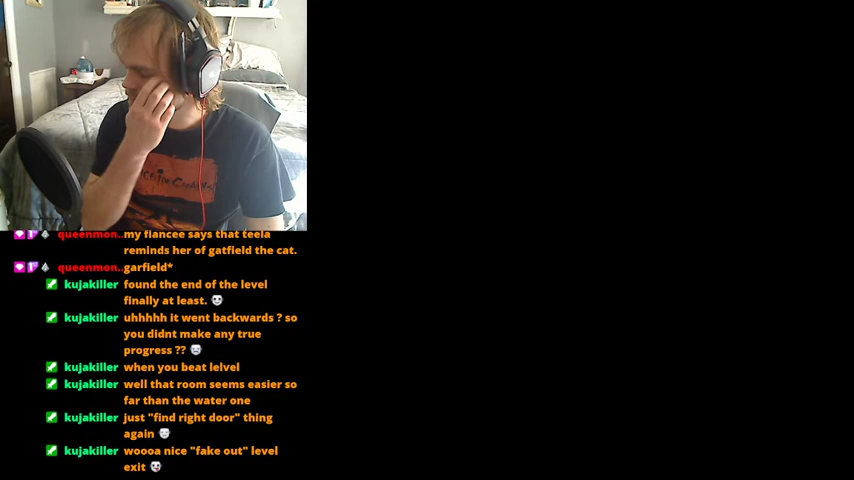 queenmon.. my fiancee says that teela
reminds her of gatfield the cat.
queenmon.. garfield*
kujakiller found the end of the level
finally at least.
kujakiller uhhhhh it went backwards ? so
you didnt make any true
progress ??
kujakiller when you beat lelvel
kujakiller well that room seems easier so
far than the water one
kujakiller just "find right door" thing
again
kujakiller woooa nice "fake out" level
exit